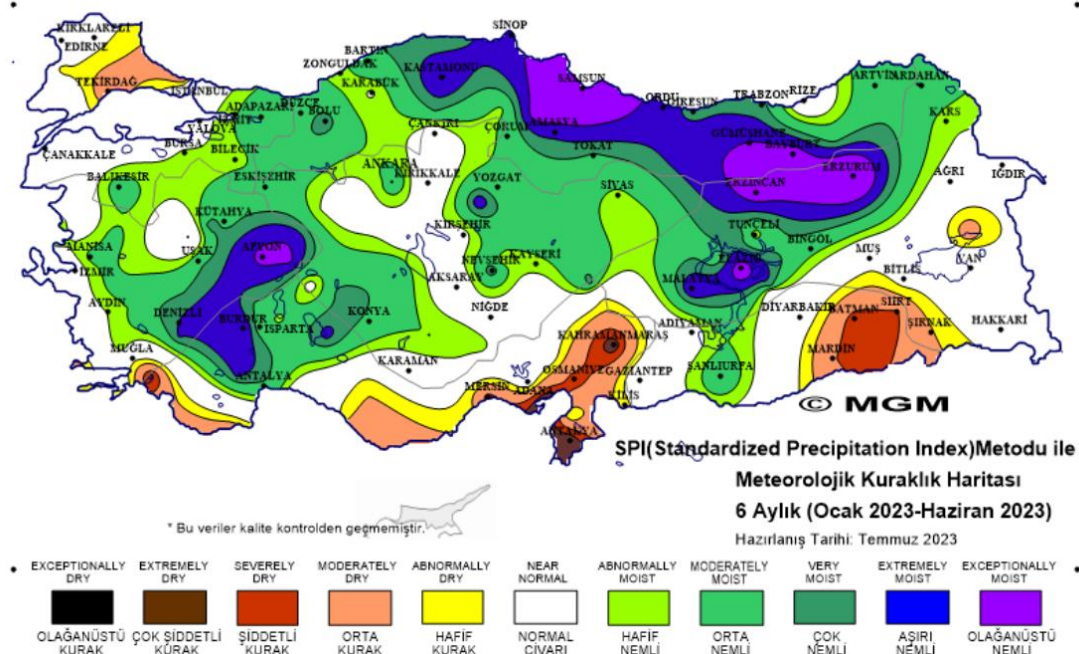 SİNOP
KIRKLARELİ
EDİRNE
BARTIN
ZONGULDAK
KASTAMONU
TEKİRDAĞ
KARABÜK
SAMSUN
İSTANBUL
ARTVİN
ARDAHAN
DÜZCE
ORDU
GİRESUN
TRABZON
RİZE
ADAPAZARI
BOLU
KARS
YALOVA
ÇANKIRI
ÇORUM
AMASYA
GÜMÜŞHANE
BURSA
BİLECİK
TOKAT
BAYBURT
ÇANAKKALE
ANKARA
KIRIKKALE
ERZURUM
IĞDIR
BALIKESİR
ESKİŞEHİR
YOZGAT
SİVAS
ERZİNCAN
AĞRI
KÜTAHYA
KIRŞEHİR
TUNCELİ
MANİSA
UŞAK
AFYON
BİNGÖL
MUŞ
İZMİR
NEVŞEHİR
KAYSERİ
ELAZIĞ
VAN
AKSARAY
MALATYA
BİTLİS
AYDIN
DENİZLİ
BURDUR
ISPARTA
KONYA
NİĞDE
DİYARBAKIR
BATMAN
SİİRT
ŞIRNAK
HAKKARİ
ADIYAMAN
KAHRAMANMARAŞ
MUĞLA
KARAMAN
MARDİN
ANTALYA
OSMANİYE
GAZİANTEP
ŞANLIURFA
MERSİN
ADANA
KİLİS
ANTAKYA
© MGM
SPI(Standardized Precipitation Index)Metodu ile
Meteorolojik Kuraklık Haritası
6 Aylık (Ocak 2023-Haziran 2023)
Hazırlanış Tarihi: Temmuz 2023
* Bu veriler kalite kontrolden geçmemiştir.
EXCEPTIONALLY DRY
EXTREMELY DRY
SEVERELY DRY
MODERATELY DRY
ABNORMALLY DRY
NEAR NORMAL
ABNORMALLY MOIST
MODERATELY MOIST
VERY MOIST
EXTREMELY MOIST
EXCEPTIONALLY MOIST
OLAĞANÜSTÜ KURAK
ÇOK ŞİDDETLİ KURAK
ŞİDDETLİ KURAK
ORTA KURAK
HAFİF KURAK
NORMAL CİVARI
HAFİF NEMLİ
ORTA NEMLİ
ÇOK NEMLİ
AŞIRI NEMLİ
OLAĞANÜSTÜ NEMLİ